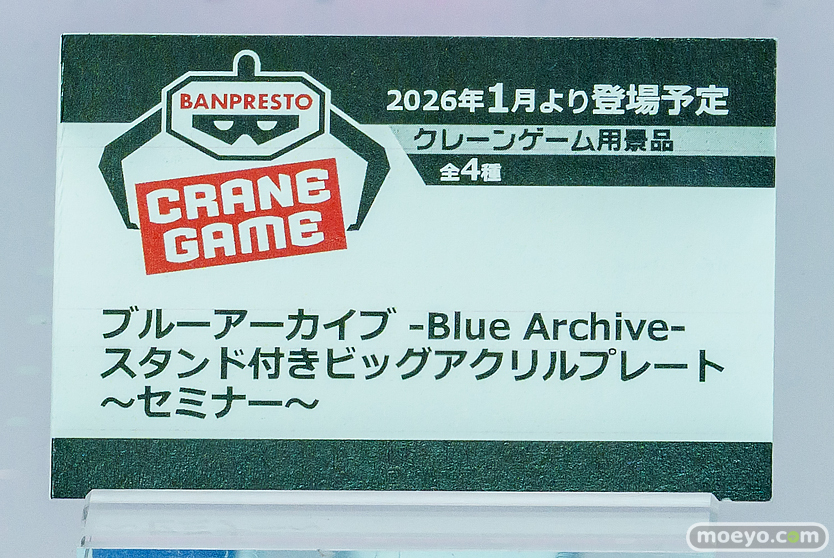 BANPRESTO
CRANE
GAME
2026年1月より登場予定
クレーンゲーム用景品
全4種
ブルーアーカイブ -Blue Archive-
スタンド付きビッグアクリルプレート
～セミナー～
moeyo.com